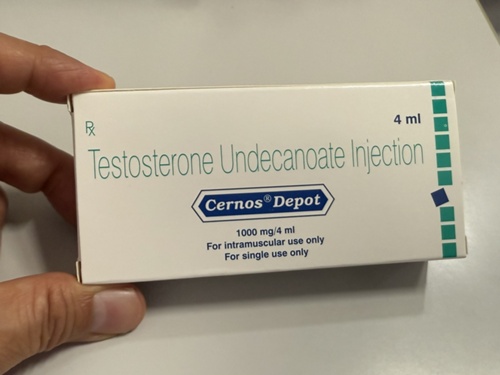 ℞
4 ml
Testosterone Undecanoate Injection
Cernos® Depot
1000 mg/4 ml
For intramuscular use only
For single use only